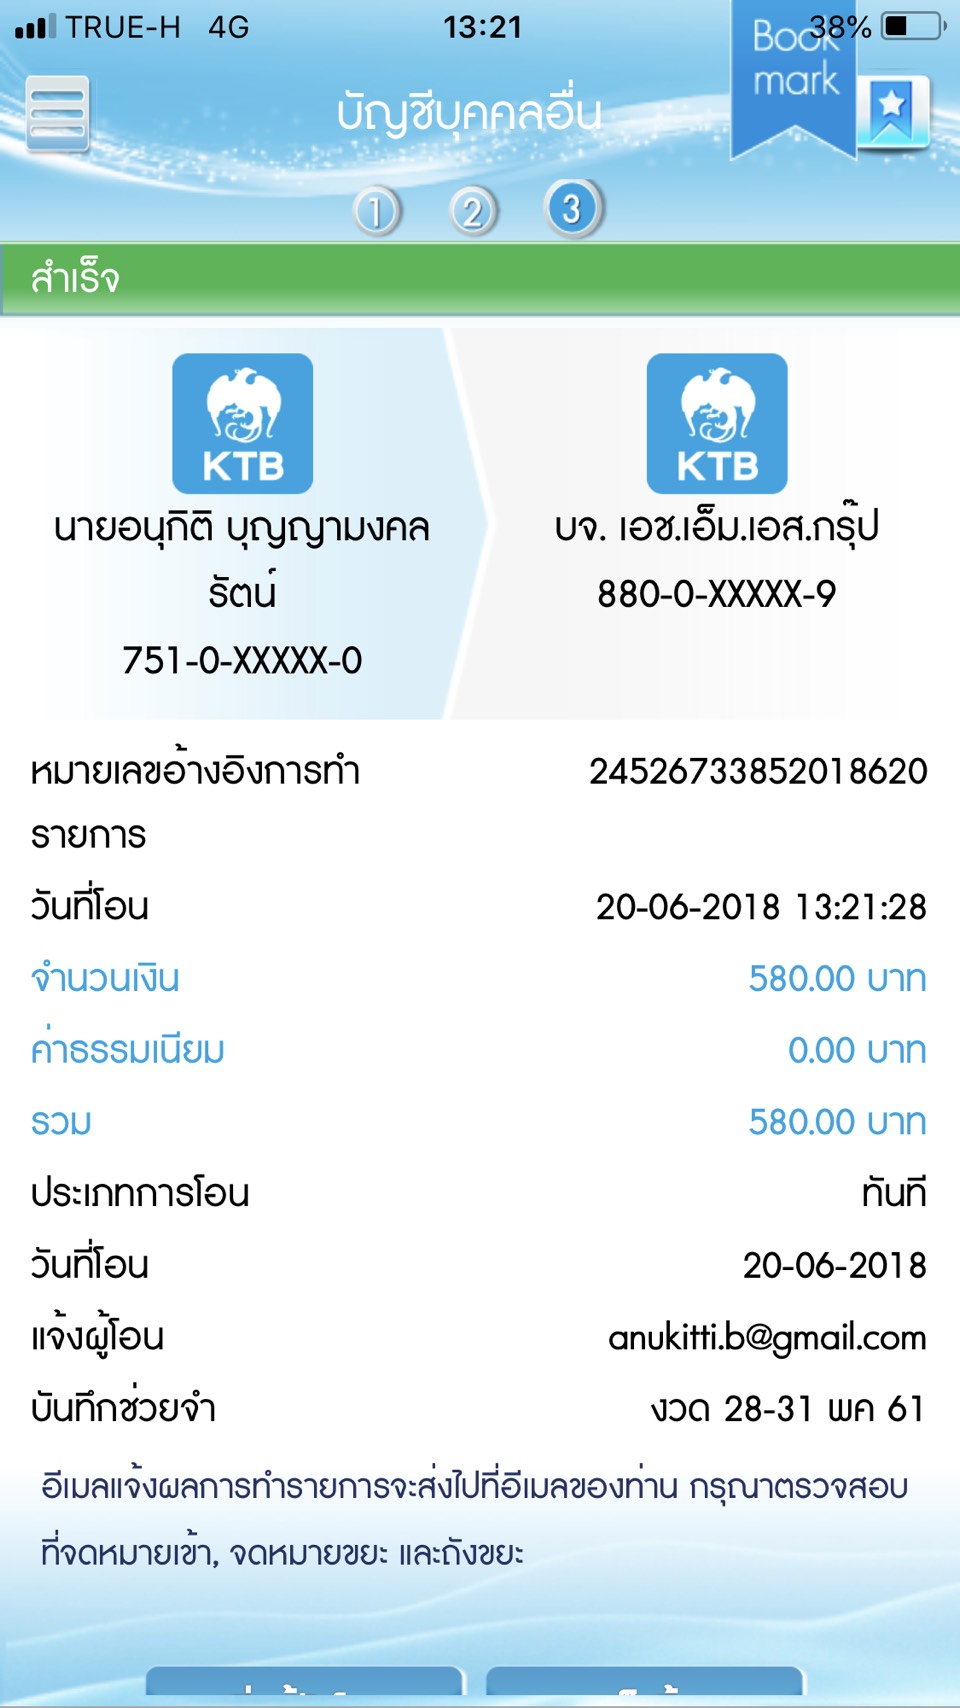 TRUE-H 4G 13:21 38%
Book
mark
บัญชีบุคคลอื่น
1 2 3
สำเร็จ
KTB KTB
นายอนุกิติ บุญญามงคล บจ. เอช.เอ็ม.เอส.กรุ๊ป
รัตน์ 880-0-XXXXX-9
751-0-XXXXX-0
หมายเลขอ้างอิงการทำ 24526733852018620
รายการ
วันที่โอน 20-06-2018 13:21:28
จำนวนเงิน 580.00 บาท
ค่าธรรมเนียม 0.00 บาท
รวม 580.00 บาท
ประเภทการโอน ทันที
วันที่โอน 20-06-2018
แจ้งผู้โอน anukitti.b@gmail.com
บันทึกช่วยจำ งวด 28-31 พค 61
อีเมลแจ้งผลการทำรายการจะส่งไปที่อีเมลของท่าน กรุณาตรวจสอบ
ที่จดหมายเข้า, จดหมายขยะ และถังขยะ